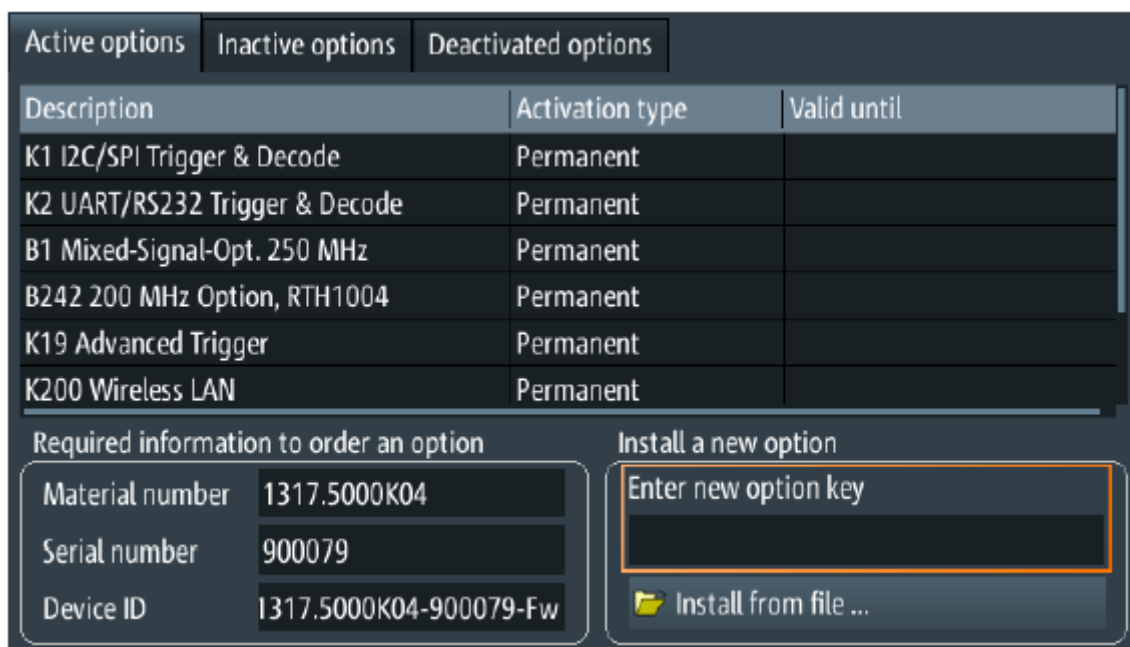 Active options Inactive options Deactivated options
Description Activation type Valid until
K1 I2C/SPI Trigger & Decode Permanent
K2 UART/RS232 Trigger & Decode Permanent
B1 Mixed-Signal-Opt. 250 MHz Permanent
B242 200 MHz Option, RTH1004 Permanent
K19 Advanced Trigger Permanent
K200 Wireless LAN Permanent
Required information to order an option
Material number 1317.5000K04
Serial number 900079
Device ID 1317.5000K04-900079-Fw
Install a new option
Enter new option key
Install from file ...